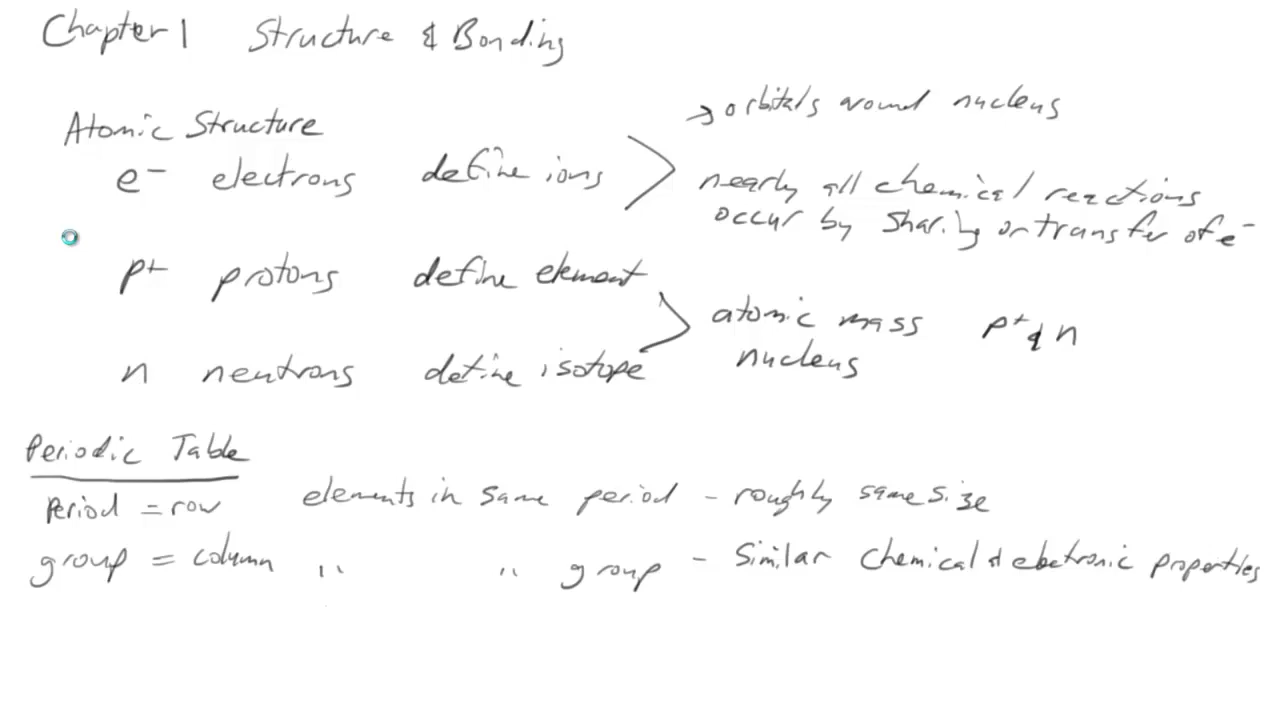 Chapter 1 Structure & Bonding
Atomic Structure
→ orbitals around nucleus
e⁻ electrons define ions
nearly all chemical reactions
occur by sharing or transfer of e⁻
p⁺ protons define element
atomic mass p⁺ & n
nucleus
n neutrons define isotope
Periodic Table
Period = row elements in same period - roughly same size
group = column " " group - Similar chemical & electronic properties